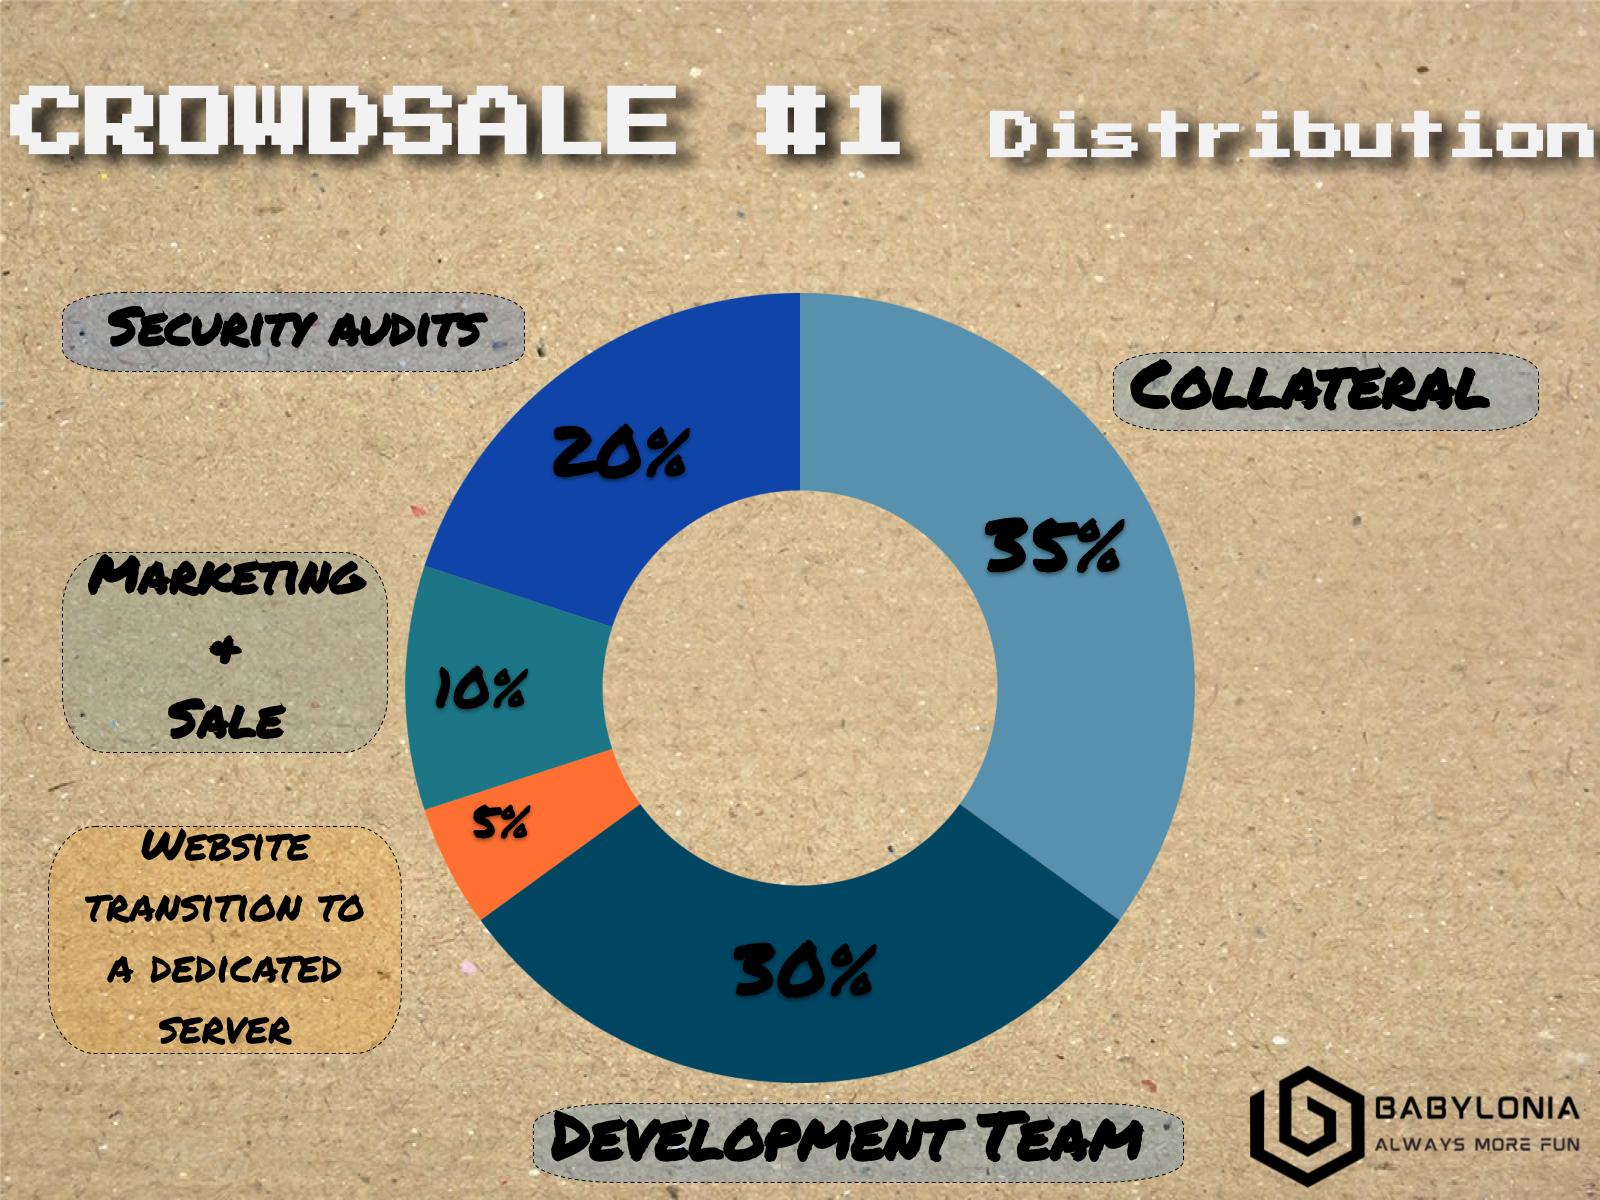 CROWDSALE #1 Distribution
SECURITY AUDITS
COLLATERAL
20%
35%
MARKETING
&
SALE
10%
5%
WEBSITE
TRANSITION TO
A DEDICATED
SERVER
30%
DEVELOPMENT TEAM
BABYLONIA
ALWAYS MORE FUN